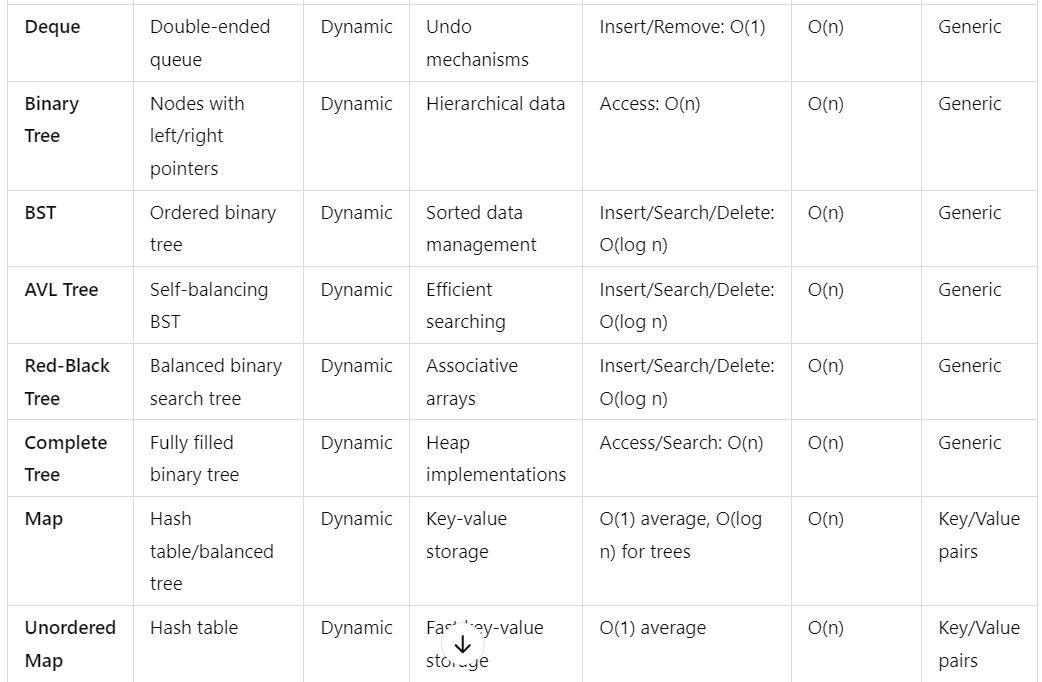 Deque Double-ended Dynamic Undo Insert/Remove: O(1) O(n) Generic
queue mechanisms
Binary Nodes with Dynamic Hierarchical data Access: O(n) O(n) Generic
Tree left/right
pointers
BST Ordered binary Dynamic Sorted data Insert/Search/Delete: O(n) Generic
tree management O(log n)
AVL Tree Self-balancing Dynamic Efficient Insert/Search/Delete: O(n) Generic
BST searching O(log n)
Red-Black Balanced binary Dynamic Associative Insert/Search/Delete: O(n) Generic
Tree search tree arrays O(log n)
Complete Fully filled Dynamic Heap Access/Search: O(n) O(n) Generic
Tree binary tree implementations
Map Hash Dynamic Key-value O(1) average, O(log O(n) Key/Value
table/balanced storage n) for trees pairs
tree
Unordered Hash table Dynamic Fast key-value O(1) average O(n) Key/Value
Map storage pairs